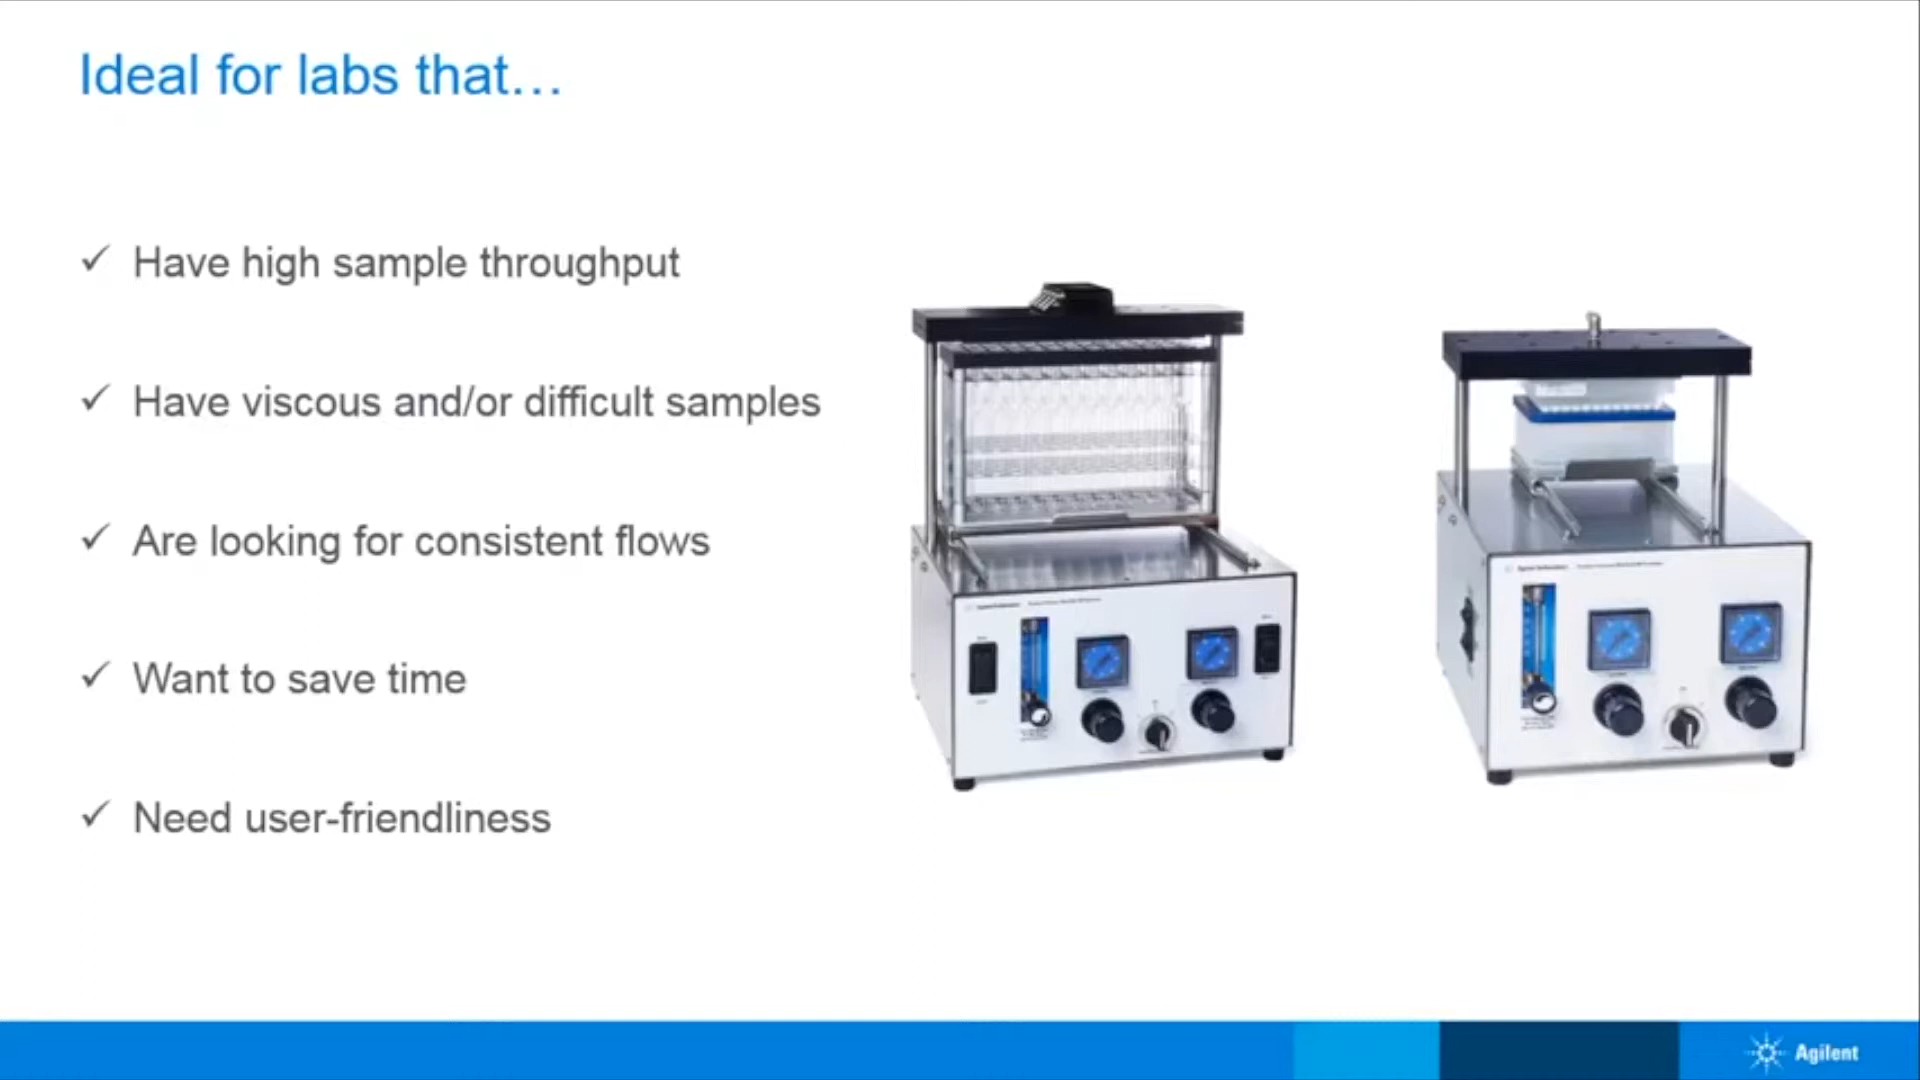 Ideal for labs that…
✓ Have high sample throughput
✓ Have viscous and/or difficult samples
✓ Are looking for consistent flows
✓ Want to save time
✓ Need user-friendliness
Agilent